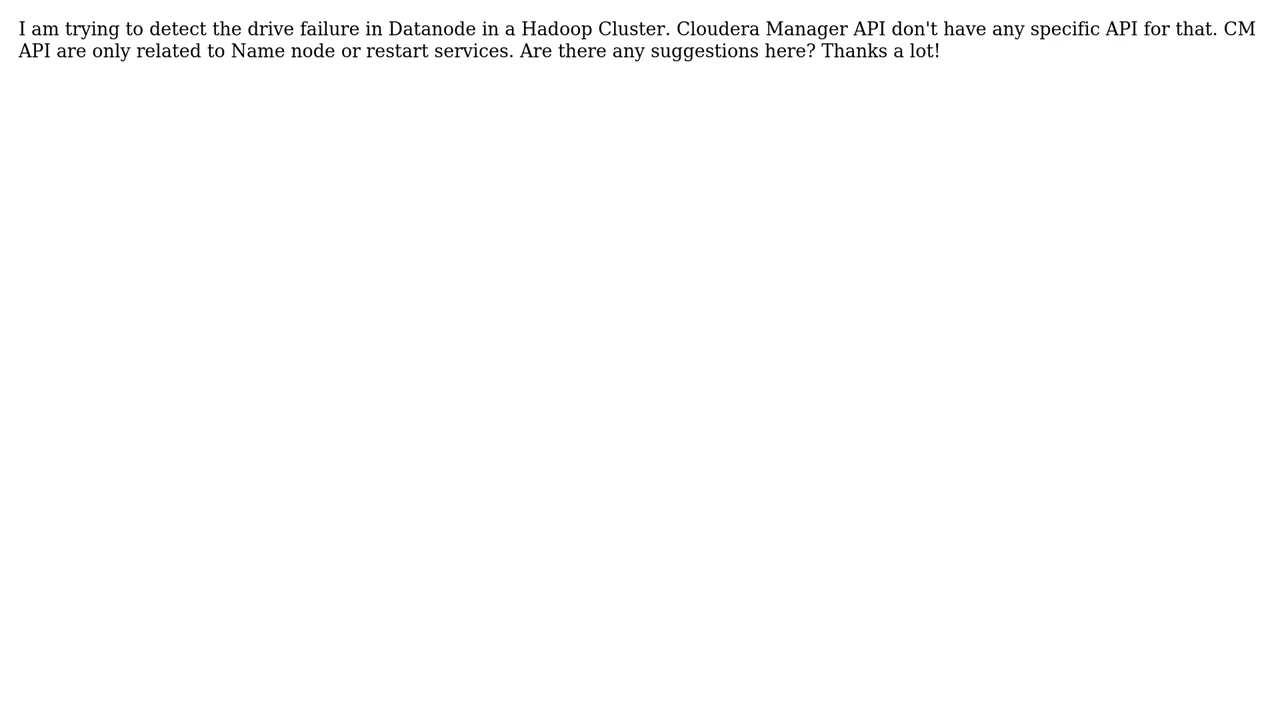 I am trying to detect the drive failure in Datanode in a Hadoop Cluster. Cloudera Manager API don't have any specific API for that. CM
API are only related to Name node or restart services. Are there any suggestions here? Thanks a lot!